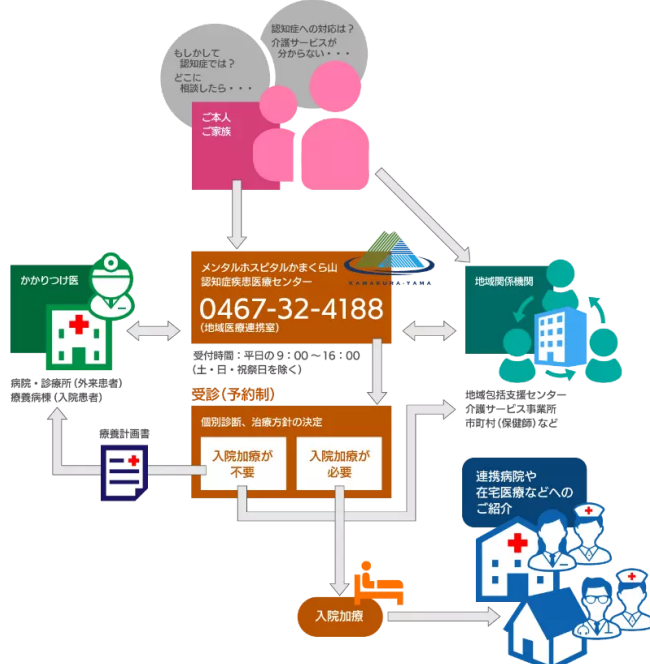 認知症への対応は？
介護サービスが
分からない・・・
もしかして
認知症では？
どこに
相談したら・・・
ご本人
ご家族
メンタルホスピタルかまくら山
認知症疾患医療センター
0467-32-4188
(地域医療連携室)
KAMAKURA-YAMA
かかりつけ医
地域関係機関
受付時間：平日の9：00～16：00
（土・日・祝祭日を除く）
病院・診療所(外来患者)
療養病棟(入院患者)
地域包括支援センター
介護サービス事業所
市町村(保健師)など
受診（予約制）
個別診断、治療方針の決定
入院加療が
不要
入院加療が
必要
療養計画書
連携病院や
在宅医療などへの
ご紹介
入院加療